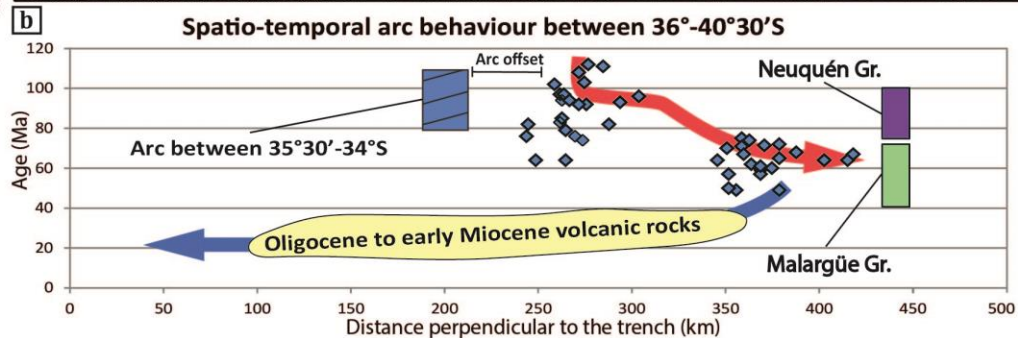 b
Spatio-temporal arc behaviour between 36°-40°30'S
120
100
80
60
40
20
0
Age (Ma)
Arc offset
Neuquén Gr.
Arc between 35°30'-34°S
Oligocene to early Miocene volcanic rocks
Malargüe Gr.
0 50 100 150 200 250 300 350 400 450 500
Distance perpendicular to the trench (km)